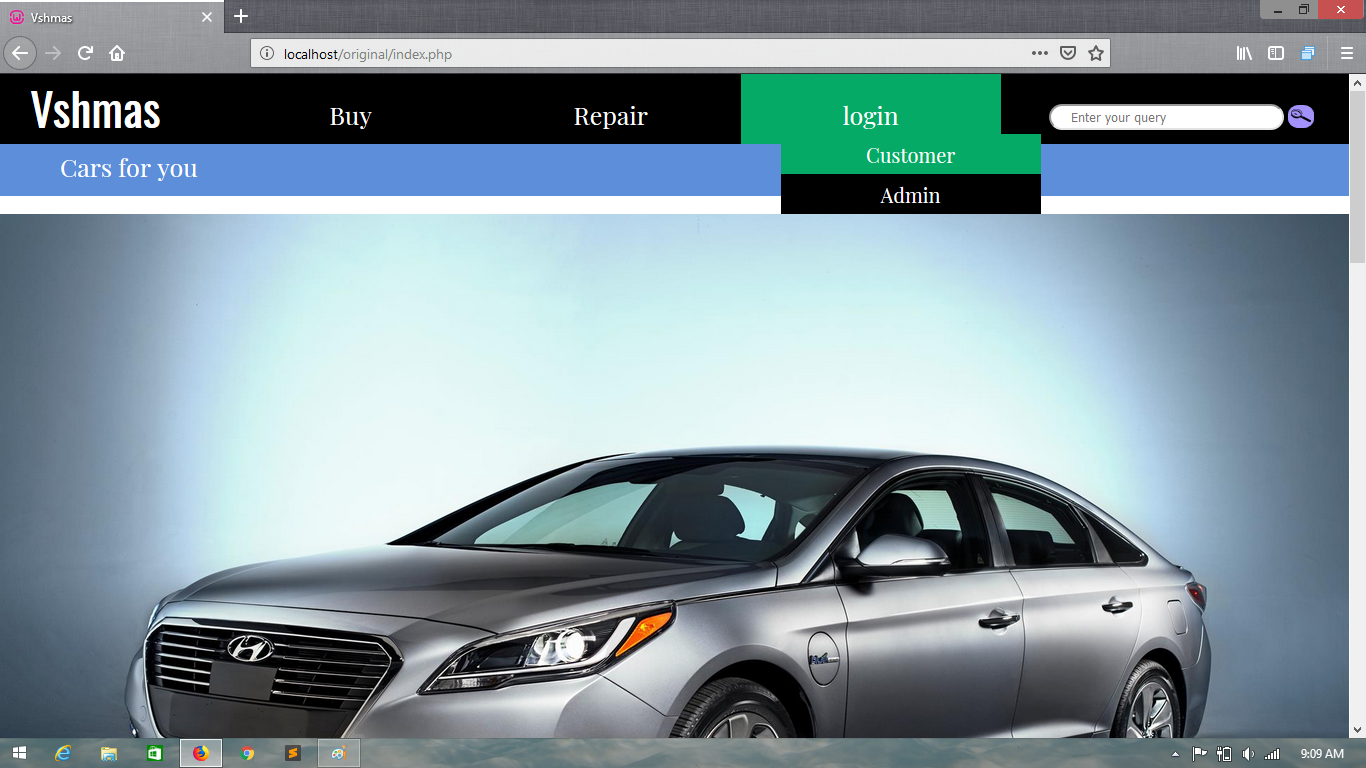 Vshmas
localhost/original/index.php
Vshmas
Buy
Repair
login
Enter your query
Customer
Cars for you
Admin
9:09 AM